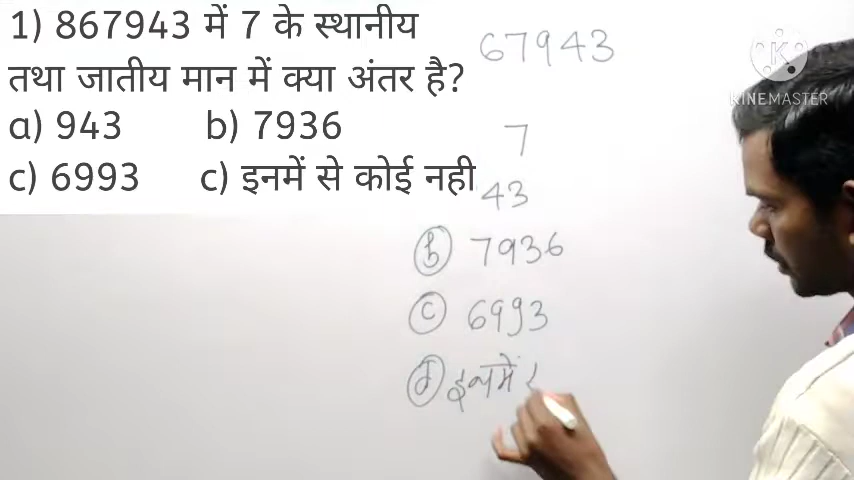 1) 867943 में 7 के स्थानीय
तथा जातीय मान में क्या अंतर है?
a) 943 b) 7936
c) 6993 c) इनमें से कोई नही
67943
7
43
b 7936
c 6993
d इनमें
K
KINEMASTER